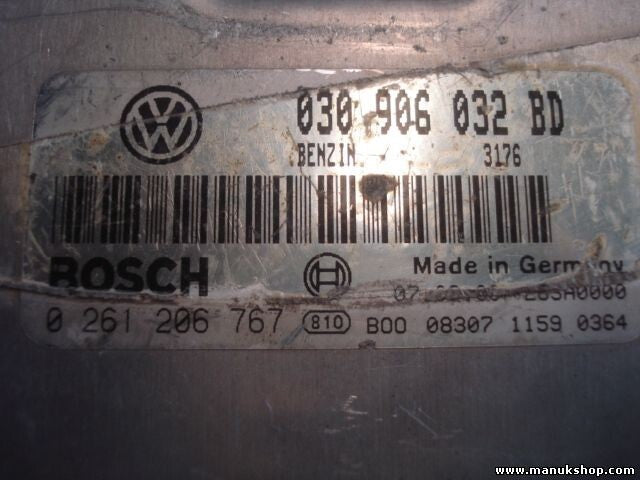 030 906 032 BD
BENZIN 3176
BOSCH Made in Germany
0 261 206 767 810 B00 08307 1159 0364
www.manukshop.com